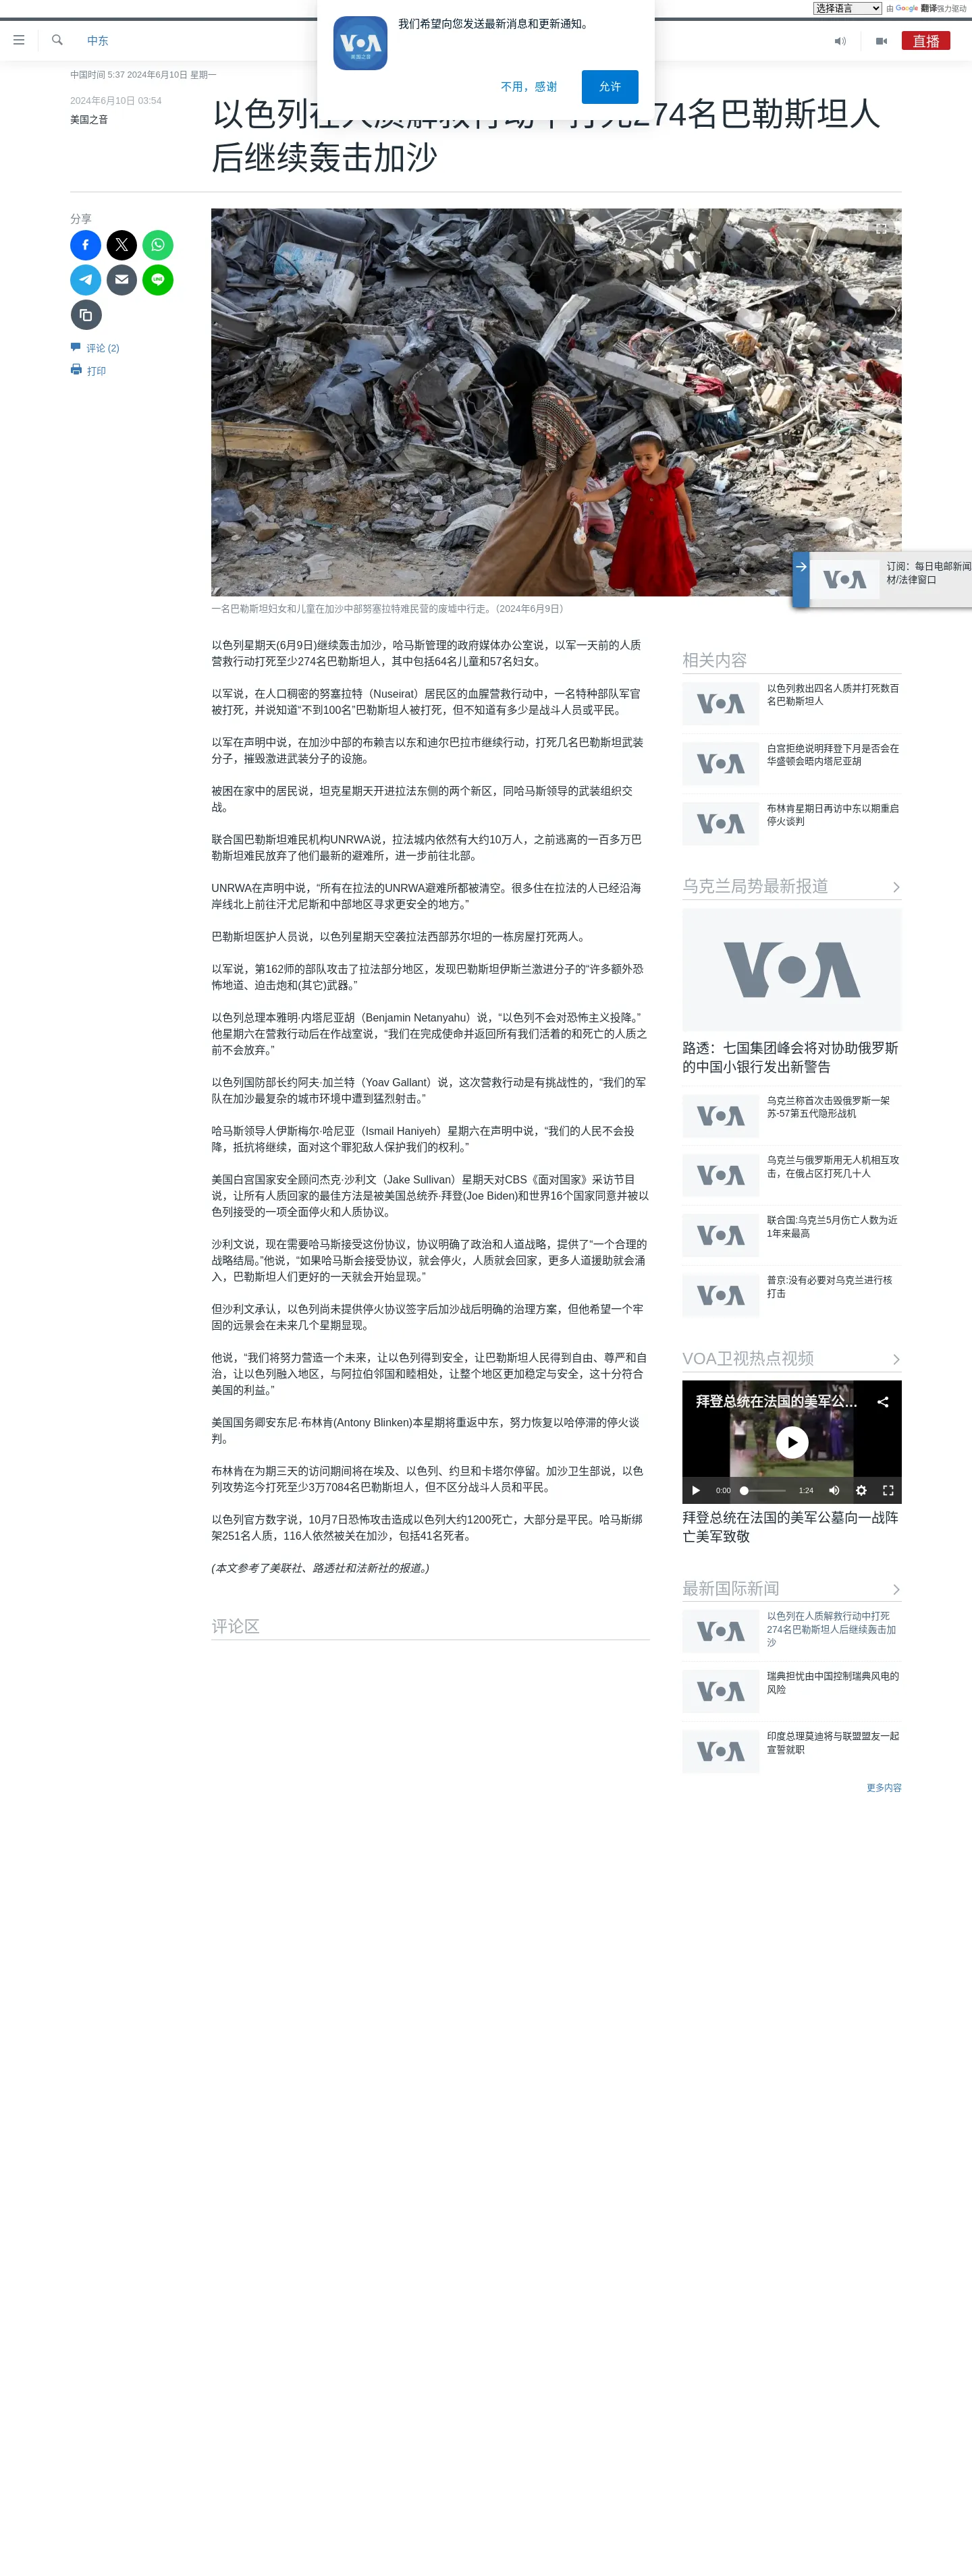 选择语言 由 Google 翻译强力驱动
我们希望向您发送最新消息和更新通知。
VOA
美国之音
不用，感谢
允许
中东
直播
中国时间 5:37 2024年6月10日 星期一
2024年6月10日 03:54
美国之音
以色列在人质解救行动中打死274名巴勒斯坦人
后继续轰击加沙
分享
LINE
评论 (2)
打印
订阅：每日电邮新闻
材/法律窗口
VOA
一名巴勒斯坦妇女和儿童在加沙中部努塞拉特难民营的废墟中行走。（2024年6月9日）
以色列星期天(6月9日)继续轰击加沙，哈马斯管理的政府媒体办公室说，以军一天前的人质
营救行动打死至少274名巴勒斯坦人，其中包括64名儿童和57名妇女。
以军说，在人口稠密的努塞拉特（Nuseirat）居民区的血腥营救行动中，一名特种部队军官
被打死，并说知道“不到100名”巴勒斯坦人被打死，但不知道有多少是战斗人员或平民。
以军在声明中说，在加沙中部的布赖吉以东和迪尔巴拉市继续行动，打死几名巴勒斯坦武装
分子，摧毁激进武装分子的设施。
被困在家中的居民说，坦克星期天开进拉法东侧的两个新区，同哈马斯领导的武装组织交
战。
联合国巴勒斯坦难民机构UNRWA说，拉法城内依然有大约10万人，之前逃离的一百多万巴
勒斯坦难民放弃了他们最新的避难所，进一步前往北部。
UNRWA在声明中说，“所有在拉法的UNRWA避难所都被清空。很多住在拉法的人已经沿海
岸线北上前往汗尤尼斯和中部地区寻求更安全的地方。”
巴勒斯坦医护人员说，以色列星期天空袭拉法西部苏尔坦的一栋房屋打死两人。
以军说，第162师的部队攻击了拉法部分地区，发现巴勒斯坦伊斯兰激进分子的“许多额外恐
怖地道、迫击炮和(其它)武器。”
以色列总理本雅明·内塔尼亚胡（Benjamin Netanyahu）说，“以色列不会对恐怖主义投降。”
他星期六在营救行动后在作战室说，“我们在完成使命并返回所有我们活着的和死亡的人质之
前不会放弃。”
以色列国防部长约阿夫·加兰特（Yoav Gallant）说，这次营救行动是有挑战性的，“我们的军
队在加沙最复杂的城市环境中遭到猛烈射击。”
哈马斯领导人伊斯梅尔·哈尼亚（Ismail Haniyeh）星期六在声明中说，“我们的人民不会投
降，抵抗将继续，面对这个罪犯敌人保护我们的权利。”
美国白宫国家安全顾问杰克·沙利文（Jake Sullivan）星期天对CBS《面对国家》采访节目
说，让所有人质回家的最佳方法是被美国总统乔·拜登(Joe Biden)和世界16个国家同意并被以
色列接受的一项全面停火和人质协议。
沙利文说，现在需要哈马斯接受这份协议，协议明确了政治和人道战略，提供了“一个合理的
战略结局。”他说，“如果哈马斯会接受协议，就会停火，人质就会回家，更多人道援助就会涌
入，巴勒斯坦人们更好的一天就会开始显现。”
但沙利文承认，以色列尚未提供停火协议签字后加沙战后明确的治理方案，但他希望一个牢
固的远景会在未来几个星期显现。
他说，“我们将努力营造一个未来，让以色列得到安全，让巴勒斯坦人民得到自由、尊严和自
治，让以色列融入地区，与阿拉伯邻国和睦相处，让整个地区更加稳定与安全，这十分符合
美国的利益。”
美国国务卿安东尼·布林肯(Antony Blinken)本星期将重返中东，努力恢复以哈停滞的停火谈
判。
布林肯在为期三天的访问期间将在埃及、以色列、约旦和卡塔尔停留。加沙卫生部说，以色
列攻势迄今打死至少3万7084名巴勒斯坦人，但不区分战斗人员和平民。
以色列官方数字说，10月7日恐怖攻击造成以色列大约1200死亡，大部分是平民。哈马斯绑
架251名人质，116人依然被关在加沙，包括41名死者。
(本文参考了美联社、路透社和法新社的报道。)
评论区
相关内容
VOA
以色列救出四名人质并打死数百
名巴勒斯坦人
VOA
白宫拒绝说明拜登下月是否会在
华盛顿会晤内塔尼亚胡
VOA
布林肯星期日再访中东以期重启
停火谈判
乌克兰局势最新报道
VOA
路透：七国集团峰会将对协助俄罗斯
的中国小银行发出新警告
VOA
乌克兰称首次击毁俄罗斯一架
苏-57第五代隐形战机
VOA
乌克兰与俄罗斯用无人机相互攻
击，在俄占区打死几十人
VOA
联合国:乌克兰5月伤亡人数为近
1年来最高
VOA
普京:没有必要对乌克兰进行核
打击
VOA卫视热点视频
拜登总统在法国的美军公…
0:00
1:24
拜登总统在法国的美军公墓向一战阵
亡美军致敬
最新国际新闻
VOA
以色列在人质解救行动中打死
274名巴勒斯坦人后继续轰击加
沙
VOA
瑞典担忧由中国控制瑞典风电的
风险
VOA
印度总理莫迪将与联盟盟友一起
宣誓就职
更多内容